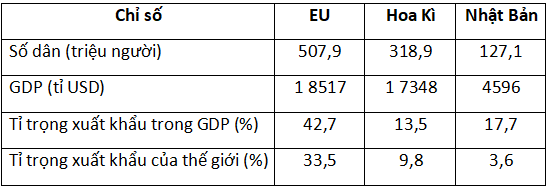 Chỉ số EU Hoa Kì Nhật Bản
Số dân (triệu người) 507,9 318,9 127,1
GDP (tỉ USD) 1 8517 1 7348 4596
Tỉ trọng xuất khẩu trong GDP (%) 42,7 13,5 17,7
Tỉ trọng xuất khẩu của thế giới (%) 33,5 9,8 3,6